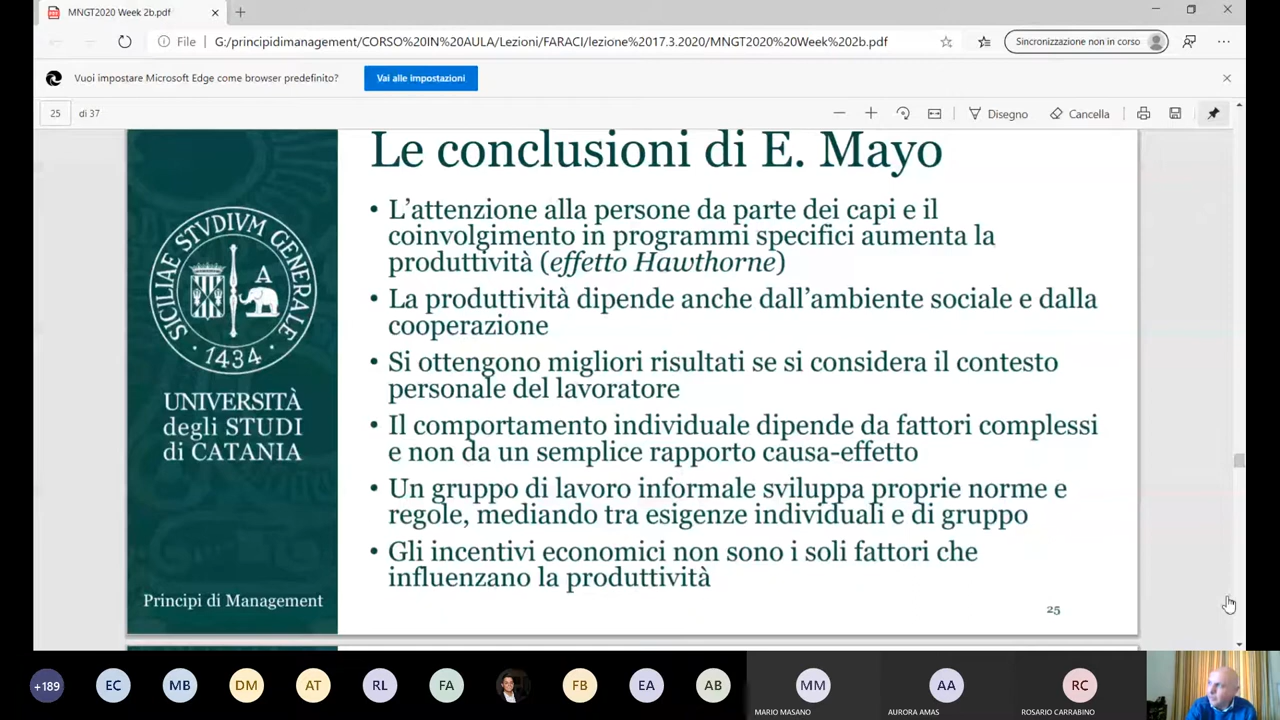 MNGT2020 Week 2b.pdf
File
G:/principidimanagement/CORSO%20IN%20AULA/Lezioni/FARACI/lezione%2017.3.2020/MNGT2020%20Week%202b.pdf
Sincronizzazione non in corso
Vuoi impostare Microsoft Edge come browser predefinito?
Vai alle impostazioni
25 di 37
Disegno
Cancella
Le conclusioni di E. Mayo
• L’attenzione alla persone da parte dei capi e il
coinvolgimento in programmi specifici aumenta la
produttività (effetto Hawthorne)
• La produttività dipende anche dall’ambiente sociale e dalla
cooperazione
• Si ottengono migliori risultati se si considera il contesto
personale del lavoratore
• Il comportamento individuale dipende da fattori complessi
e non da un semplice rapporto causa-effetto
• Un gruppo di lavoro informale sviluppa proprie norme e
regole, mediando tra esigenze individuali e di gruppo
• Gli incentivi economici non sono i soli fattori che
influenzano la produttività
25
SICILIAE STVDIVM GENERALE
A
1434
UNIVERSITÀ
degli STUDI
di CATANIA
Principi di Management
+189
EC
MB
DM
AT
RL
FA
FB
EA
AB
MM
AA
RC
MARIO MASANO
AURORA AMAS
ROSARIO CARRABINO